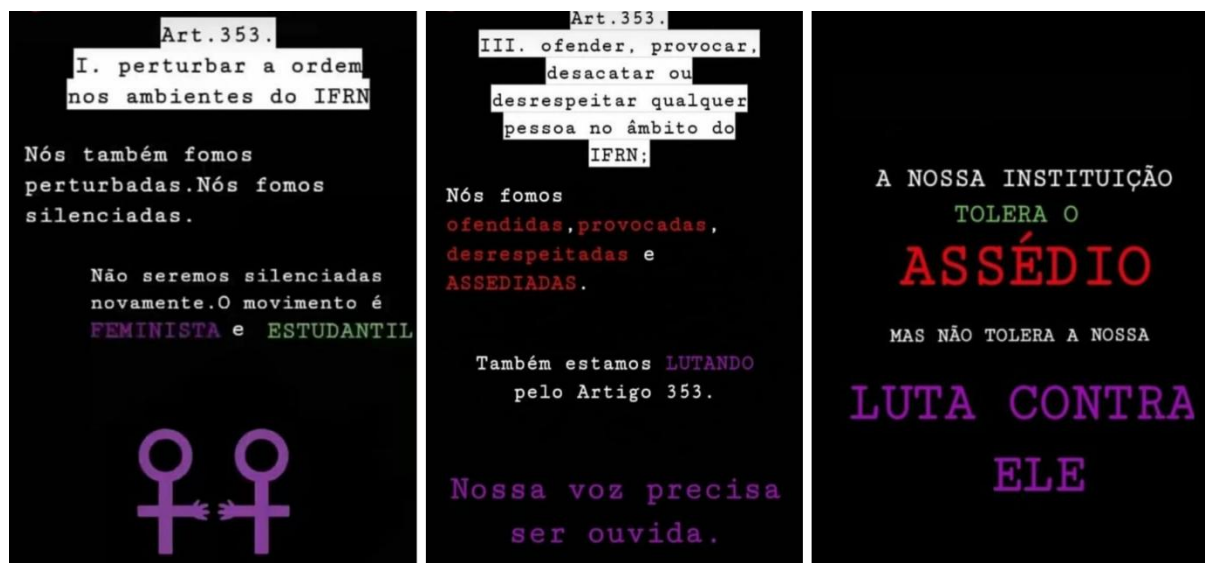 Art.353.
I. perturbar a ordem
nos ambientes do IFRN
Nós também fomos
perturbadas.Nós fomos
silenciadas.
Não seremos silenciadas
novamente.O movimento é
FEMINISTA e ESTUDANTIL
Art.353.
III. ofender, provocar,
desacatar ou
desrespeitar qualquer
pessoa no âmbito do
IFRN;
Nós fomos
ofendidas,provocadas,
desrespeitadas e
ASSEDIADAS.
Também estamos LUTANDO
pelo Artigo 353.
Nossa voz precisa
ser ouvida.
A NOSSA INSTITUIÇÃO
TOLERA O
ASSÉDIO
MAS NÃO TOLERA A NOSSA
LUTA CONTRA
ELE